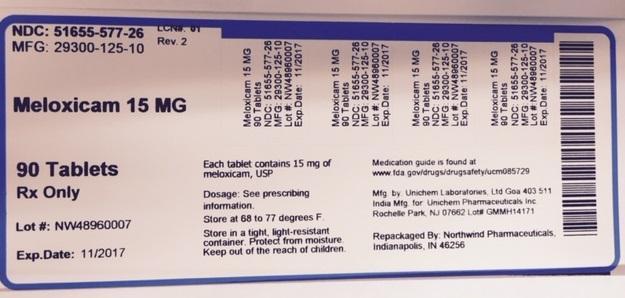 NDC: 51655-577-26
MFG: 29300-125-10
LCN#: 01
Rev. 2
Meloxicam 15 MG
90 Tablets
Rx Only
Lot #: NW48960007
Exp.Date: 11/2017
Each tablet contains 15 mg of
meloxicam, USP
Dosage: See prescribing
information.
Store at 68 to 77 degrees F.
Store in a tight, light-resistant
container. Protect from moisture.
Keep out of the reach of children.
Meloxicam 15 MG
90 Tablets
NDC: 51655-577-26
MFG: 29300-125-10
Lot #: NW48960007
Exp.Date: 11/2017
Meloxicam 15 MG
90 Tablets
NDC: 51655-577-26
MFG: 29300-125-10
Lot #: NW48960007
Exp.Date: 11/2017
Meloxicam 15 MG
90 Tablets
NDC: 51655-577-26
MFG: 29300-125-10
Lot #: NW48960007
Exp.Date: 11/2017
Meloxicam 15 MG
90 Tablets
NDC: 51655-577-26
MFG: 29300-125-10
Lot #: NW48960007
Exp.Date: 11/2017
Medication guide is found at
www.fda.gov/drugs/drugsafety/ucm085729
Mfg. by: Unichem Laboratories, Ltd Goa 403 511
India Mfg. for: Unichem Pharmaceuticals Inc.
Rochelle Park, NJ 07662 Lot# GMMH14171
Repackaged By: Northwind Pharmaceuticals,
Indianapolis, IN 46256